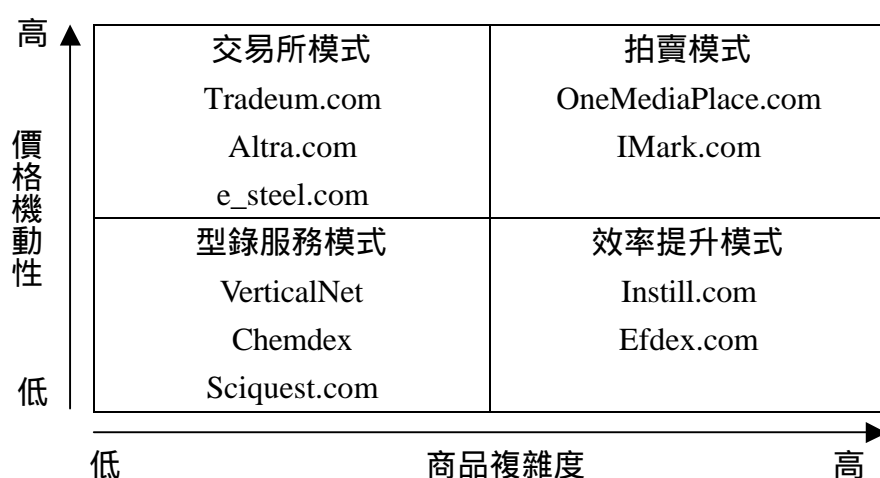 高
價格機動性
低
交易所模式
Tradeum.com
Altra.com
e_steel.com
拍賣模式
OneMediaPlace.com
IMark.com
型錄服務模式
VerticalNet
Chemdex
Sciquest.com
效率提升模式
Instill.com
Efdex.com
低
商品複雜度
高